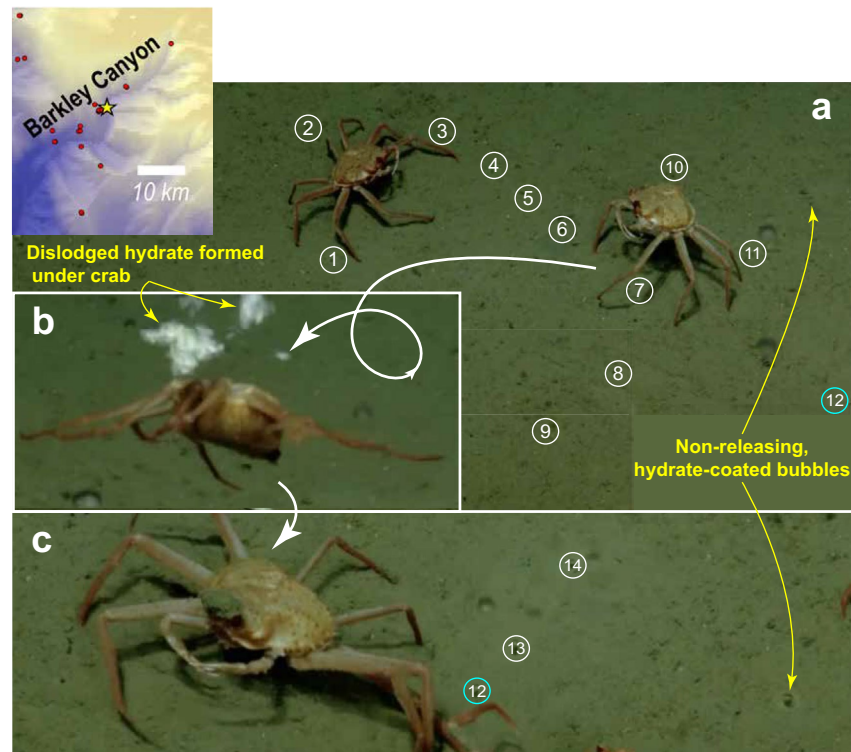 Barkley Canyon
10 km
a
2
3
4
10
5
6
11
1
7
Dislodged hydrate formed
under crab
b
8
12
9
Non-releasing,
hydrate-coated bubbles
c
14
13
12